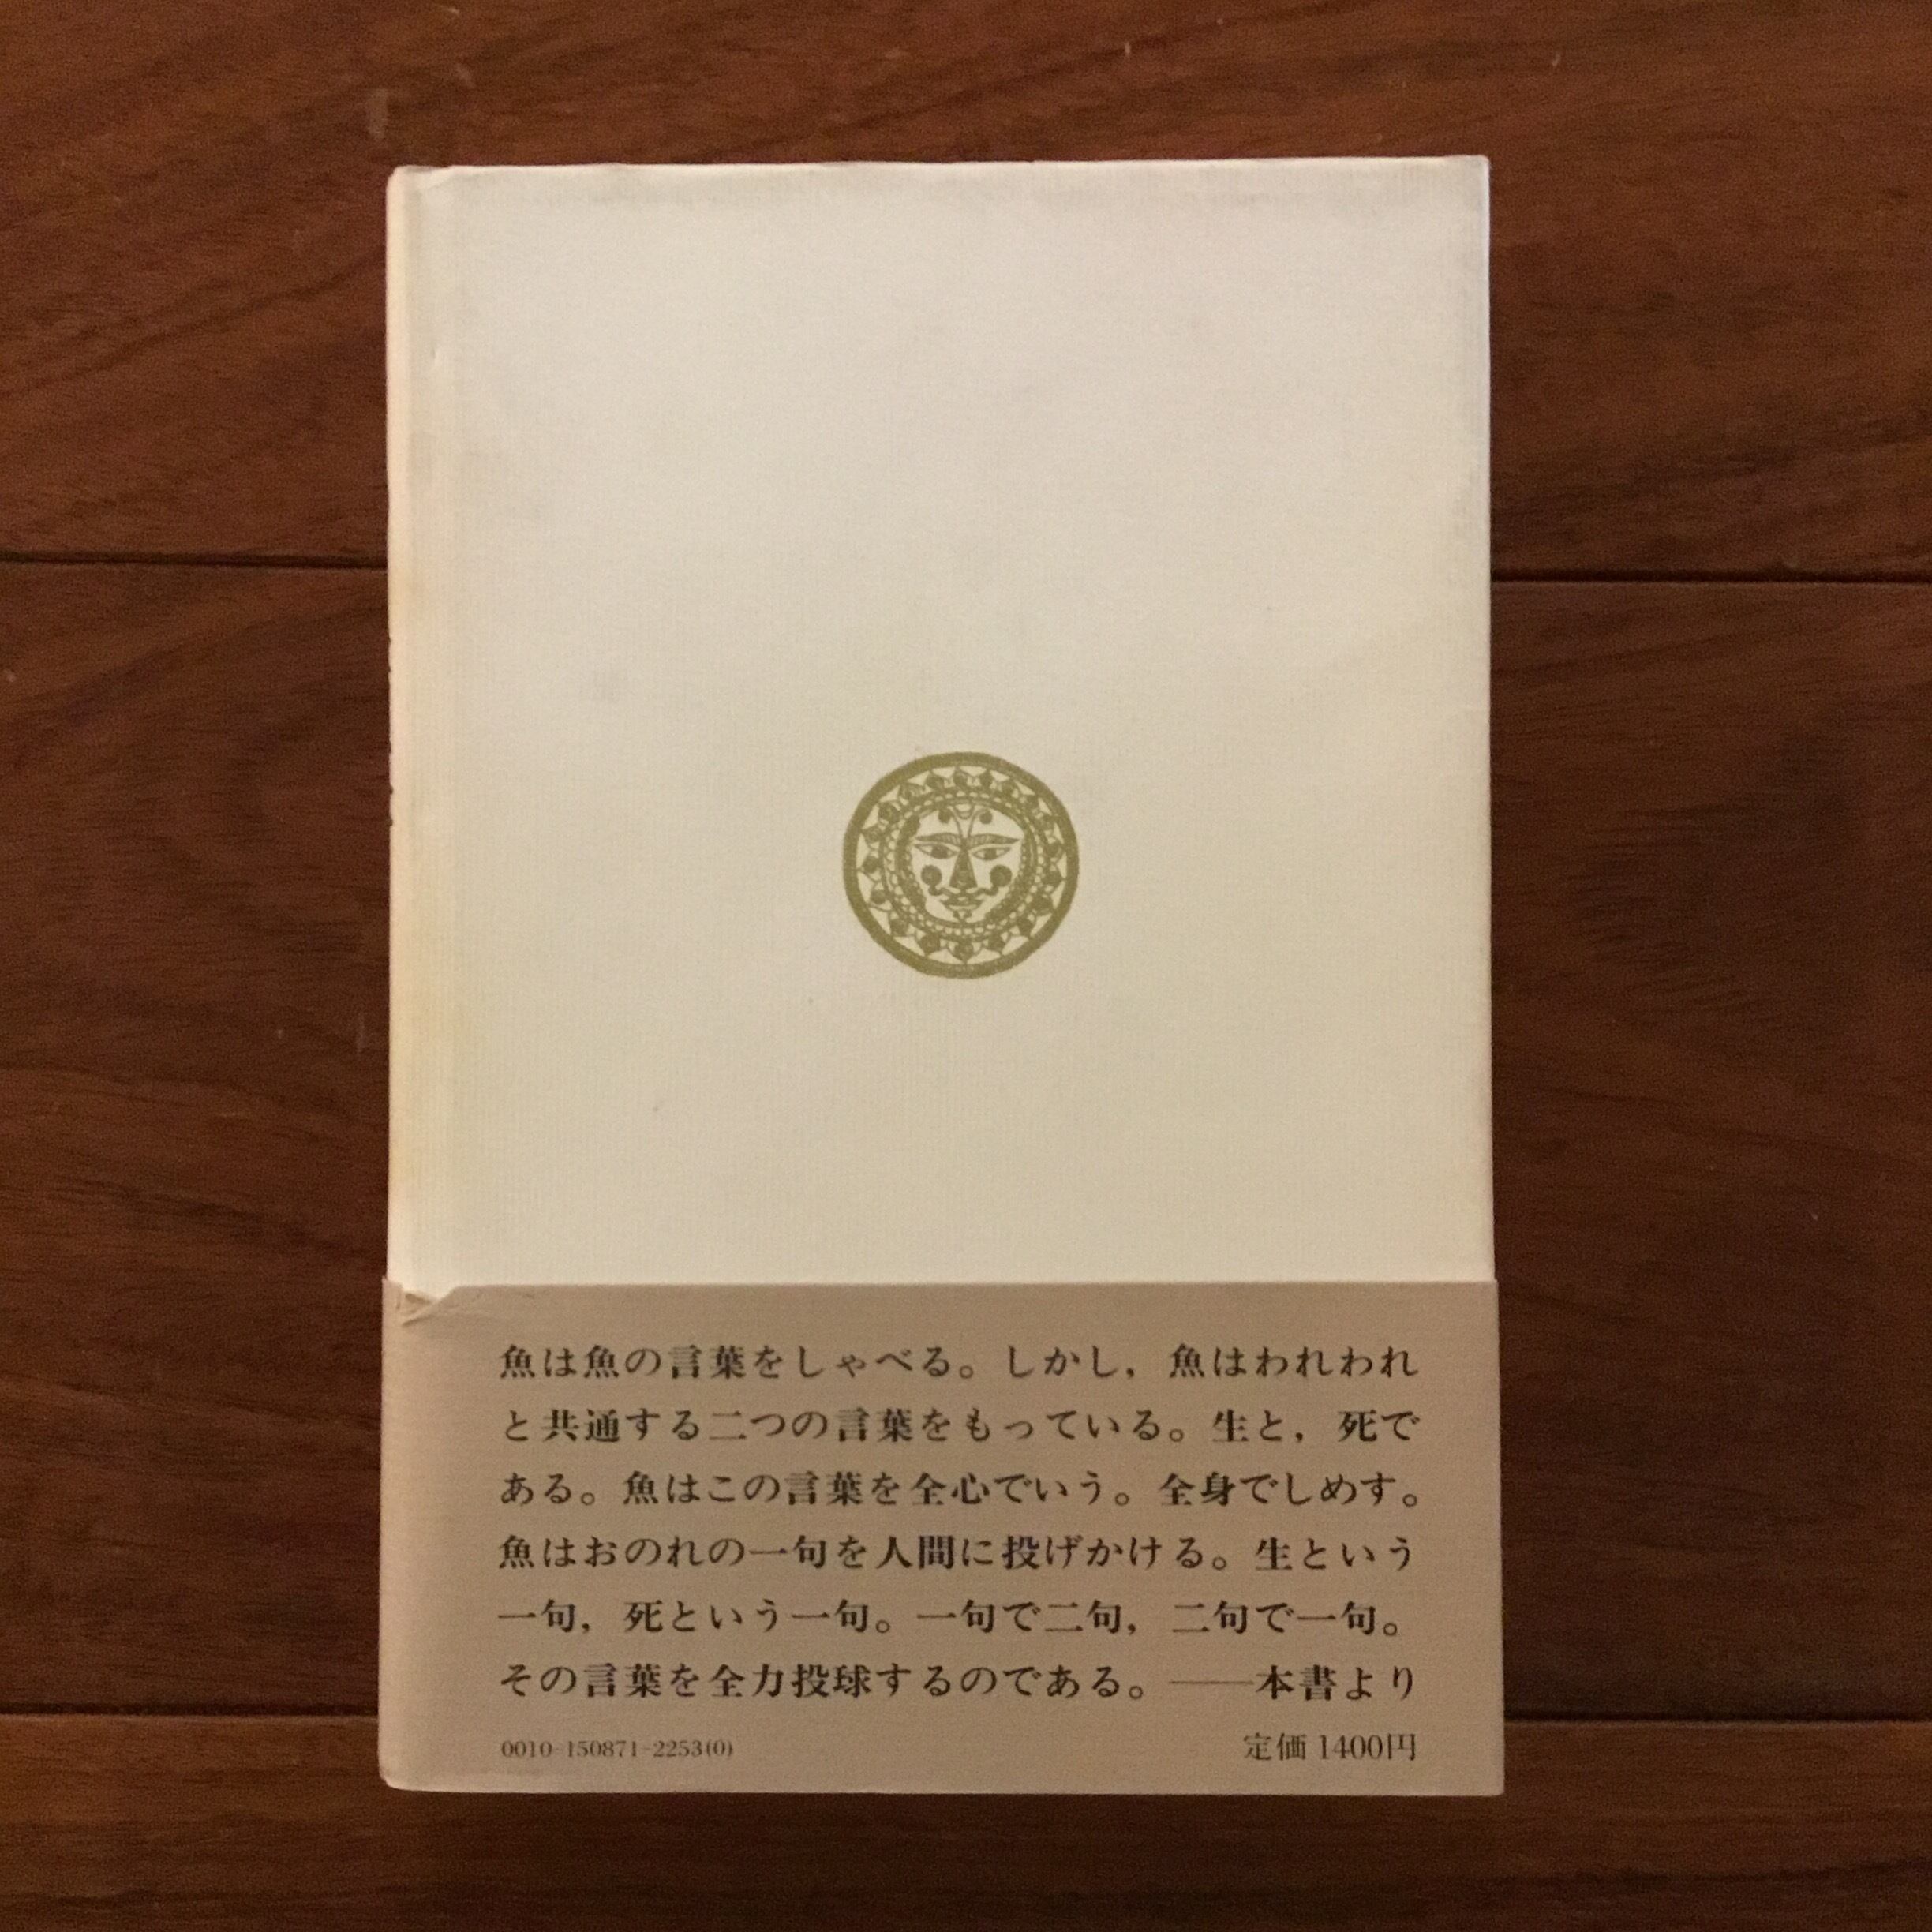 魚は魚の言葉をしゃべる。しかし，魚はわれわれ
と共通する二つの言葉をもっている。生と，死で
ある。魚はこの言葉を全心でいう。全身でしめす。
魚はおのれの一句を人間に投げかける。生という
一句，死という一句。一句で二句，二句で一句。
その言葉を全力投球するのである。――本書より
0010-150871-2253(0)
定価 1400円